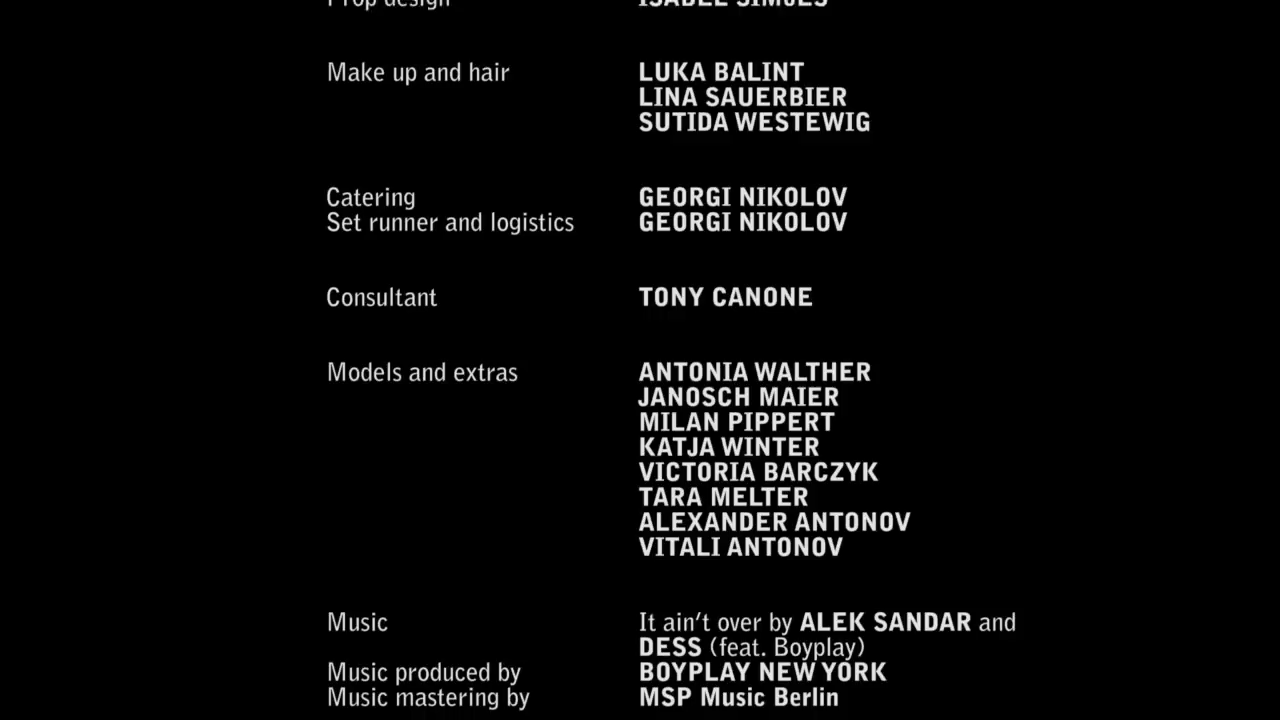 Prop design
Make up and hair LUKA BALINT
LINA SAUERBIER
SUTIDA WESTEWIG
Catering GEORGI NIKOLOV
Set runner and logistics GEORGI NIKOLOV
Consultant TONY CANONE
Models and extras ANTONIA WALTHER
JANOSCH MAIER
MILAN PIPPERT
KATJA WINTER
VICTORIA BARCZYK
TARA MELTER
ALEXANDER ANTONOV
VITALI ANTONOV
Music It ain't over by ALEK SANDAR and
DESS (feat. Boyplay)
Music produced by BOYPLAY NEW YORK
Music mastering by MSP Music Berlin